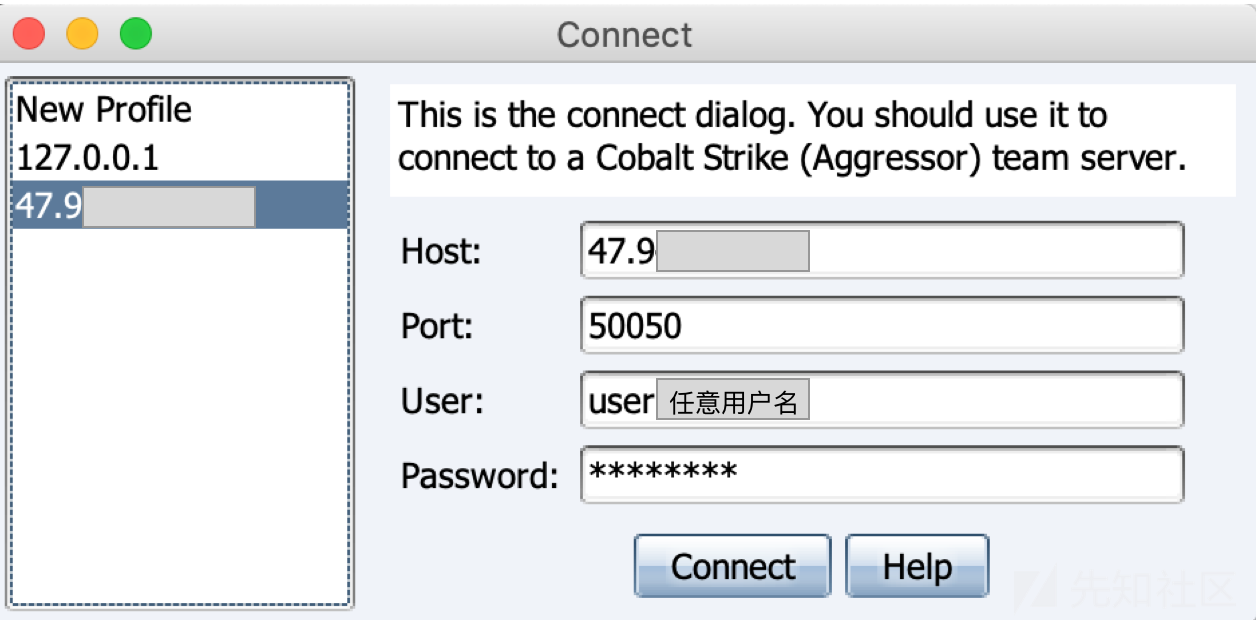 Connect
New Profile
127.0.0.1
47.9
This is the connect dialog. You should use it to
connect to a Cobalt Strike (Aggressor) team server.
Host: 47.9
Port: 50050
User: user 任意用户名
Password: ********
Connect Help
先知社区